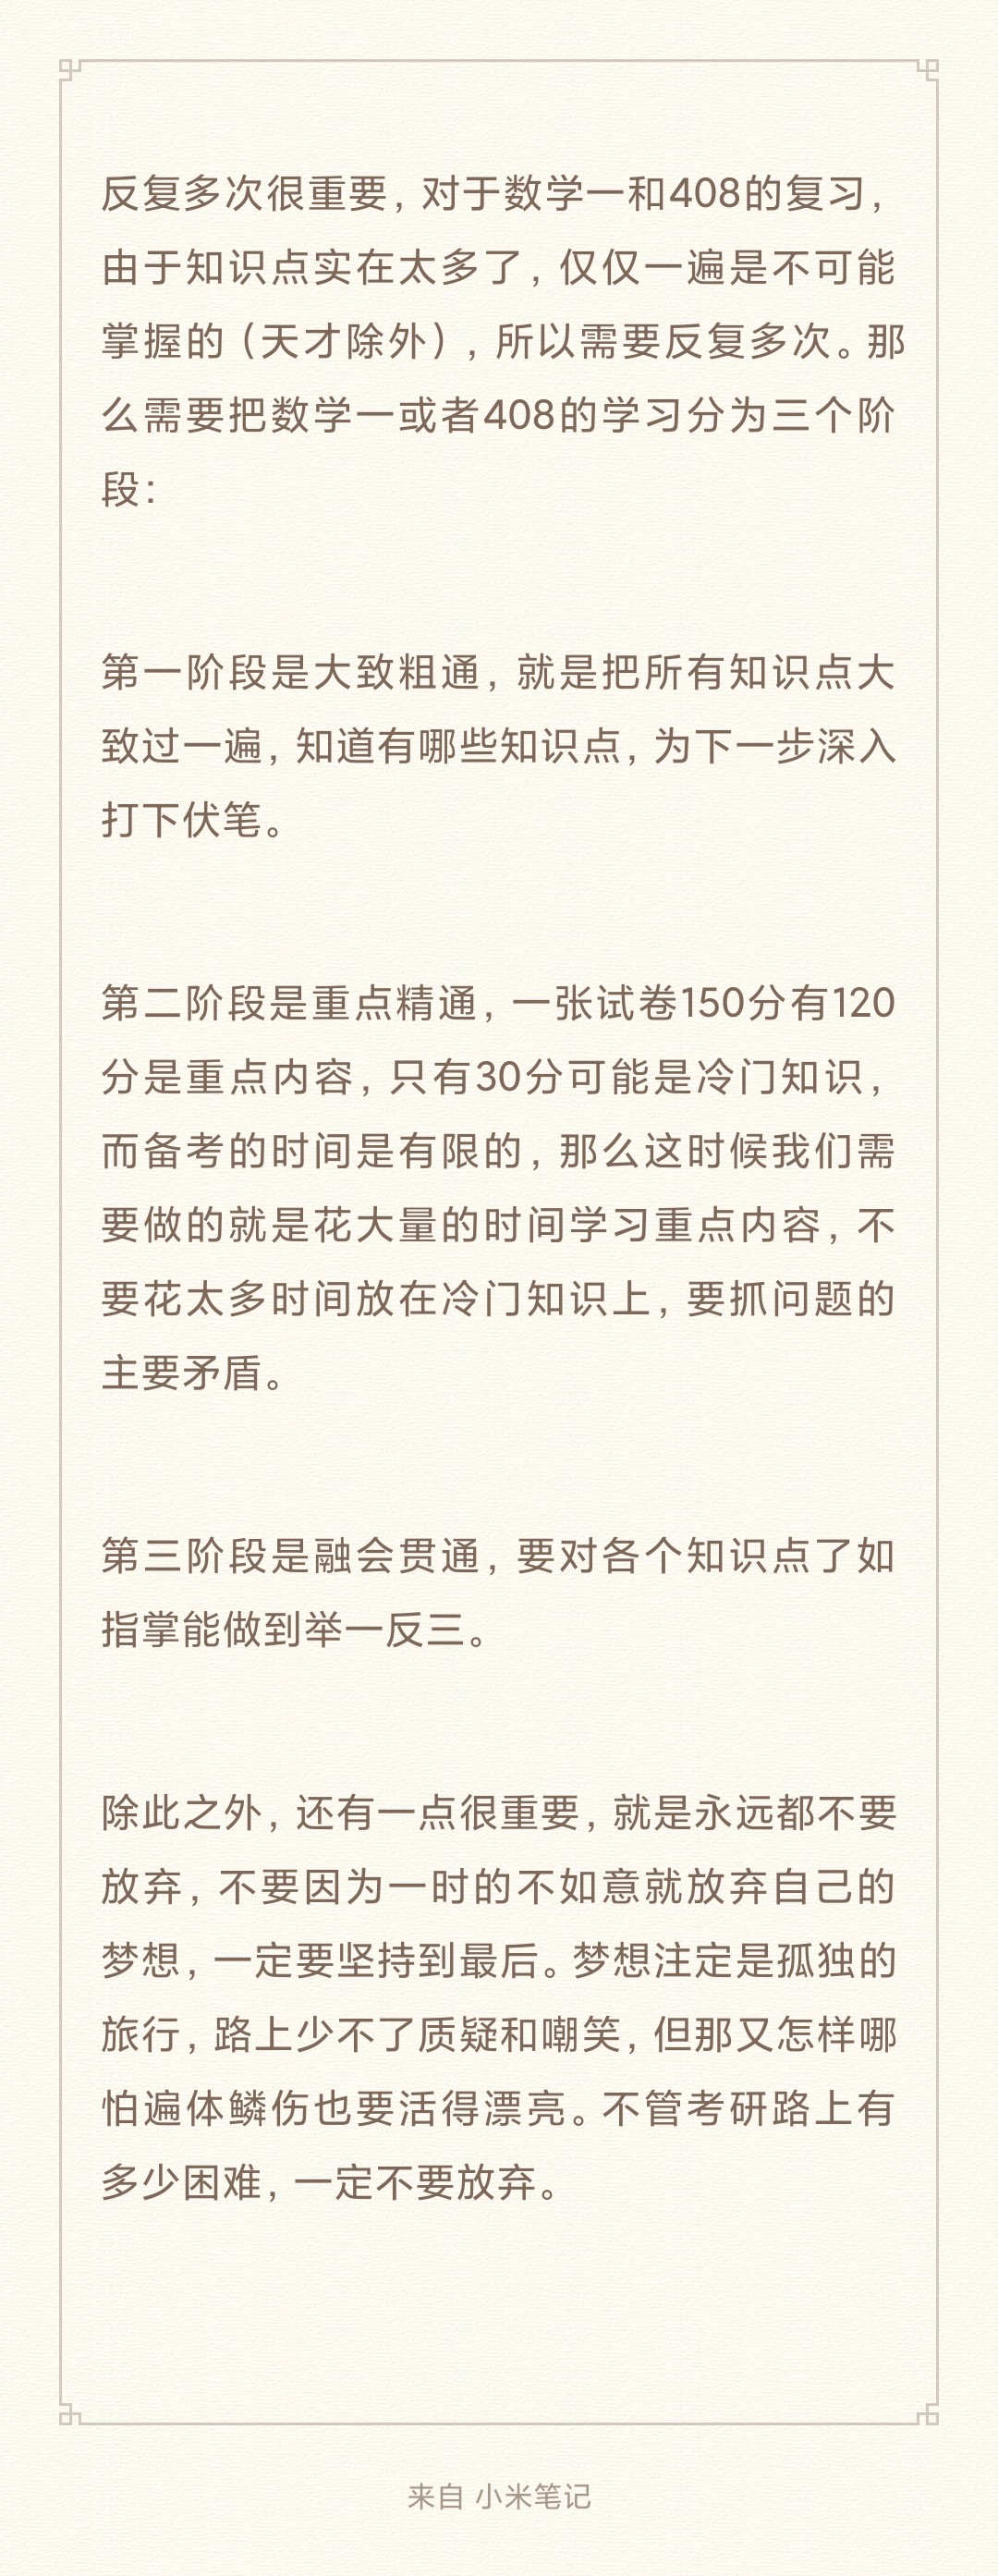 反复多次很重要，对于数学一和408的复习，
由于知识点实在太多了，仅仅一遍是不可能
掌握的（天才除外），所以需要反复多次。那
么需要把数学一或者408的学习分为三个阶
段：
第一阶段是大致粗通，就是把所有知识点大
致过一遍，知道有哪些知识点，为下一步深入
打下伏笔。
第二阶段是重点精通，一张试卷150分有120
分是重点内容，只有30分可能是冷门知识，
而备考的时间是有限的，那么这时候我们需
要做的就是花大量的时间学习重点内容，不
要花太多时间放在冷门知识上，要抓问题的
主要矛盾。
第三阶段是融会贯通，要对各个知识点了如
指掌能做到举一反三。
除此之外，还有一点很重要，就是永远都不要
放弃，不要因为一时的不如意就放弃自己的
梦想，一定要坚持到最后。梦想注定是孤独的
旅行，路上少不了质疑和嘲笑，但那又怎样哪
怕遍体鳞伤也要活得漂亮。不管考研路上有
多少困难，一定不要放弃。
来自 小米笔记